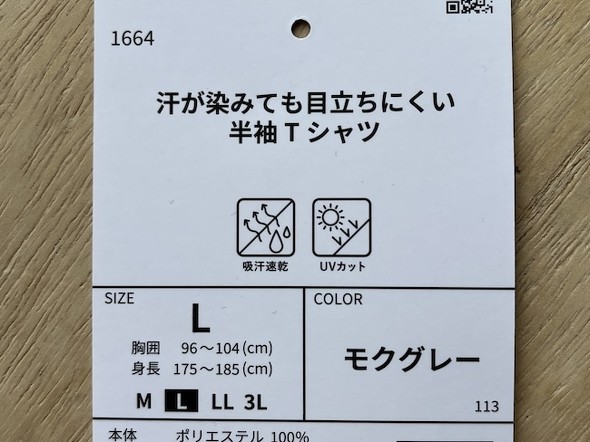 1664
汗が染みても目立ちにくい
半袖Tシャツ
吸汗速乾 UVカット
SIZE
L
胸囲 96～104(cm)
身長 175～185(cm)
M L LL 3L
COLOR
モクグレー
113
本体 ポリエステル 100%